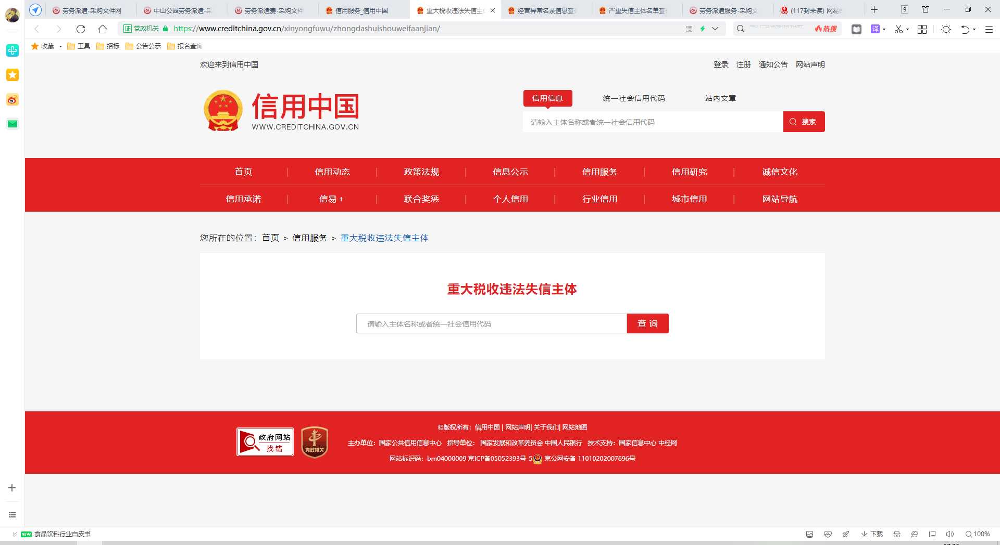 劳务派遣-采购文件网
中山公园劳务派遣-采
劳务派遣费-采购文件
信用服务_信用中国
重大税收违法失信主
经营异常名录信息查
严重失信主体名单查
劳务派遣服务-采购文
(117封未读) 网易
9
证 党政机关 https://www.creditchina.gov.cn/xinyongfuwu/zhongdashuishouweifaanjian/
热搜
译
收藏 工具 招标 公告公示 报名查询
欢迎来到信用中国
登录 注册 通知公告 网站声明
信用中国
WWW.CREDITCHINA.GOV.CN
信用信息 统一社会信用代码 站内文章
请输入主体名称或者统一社会信用代码 搜索
首页 | 信用动态 | 政策法规 | 信息公示 | 信用服务 | 信用研究 | 诚信文化
信用承诺 | 信易 + | 联合奖惩 | 个人信用 | 行业信用 | 城市信用 | 网站导航
您所在的位置： 首页 > 信用服务 > 重大税收违法失信主体
重大税收违法失信主体
请输入主体名称或者统一社会信用代码 查 询
政府网站
找错
党政机关
©版权所有：信用中国 | 网站声明| 关于我们| 网站地图
主办单位：国家公共信用信息中心 指导单位： 国家发展和改革委员会 中国人民银行 技术支持：国家信息中心 中经网
网站标识码：bm04000009 京ICP备05052393号-5 京公网安备 11010202007696号
NEW 食品饮料行业白皮书
下载
100%